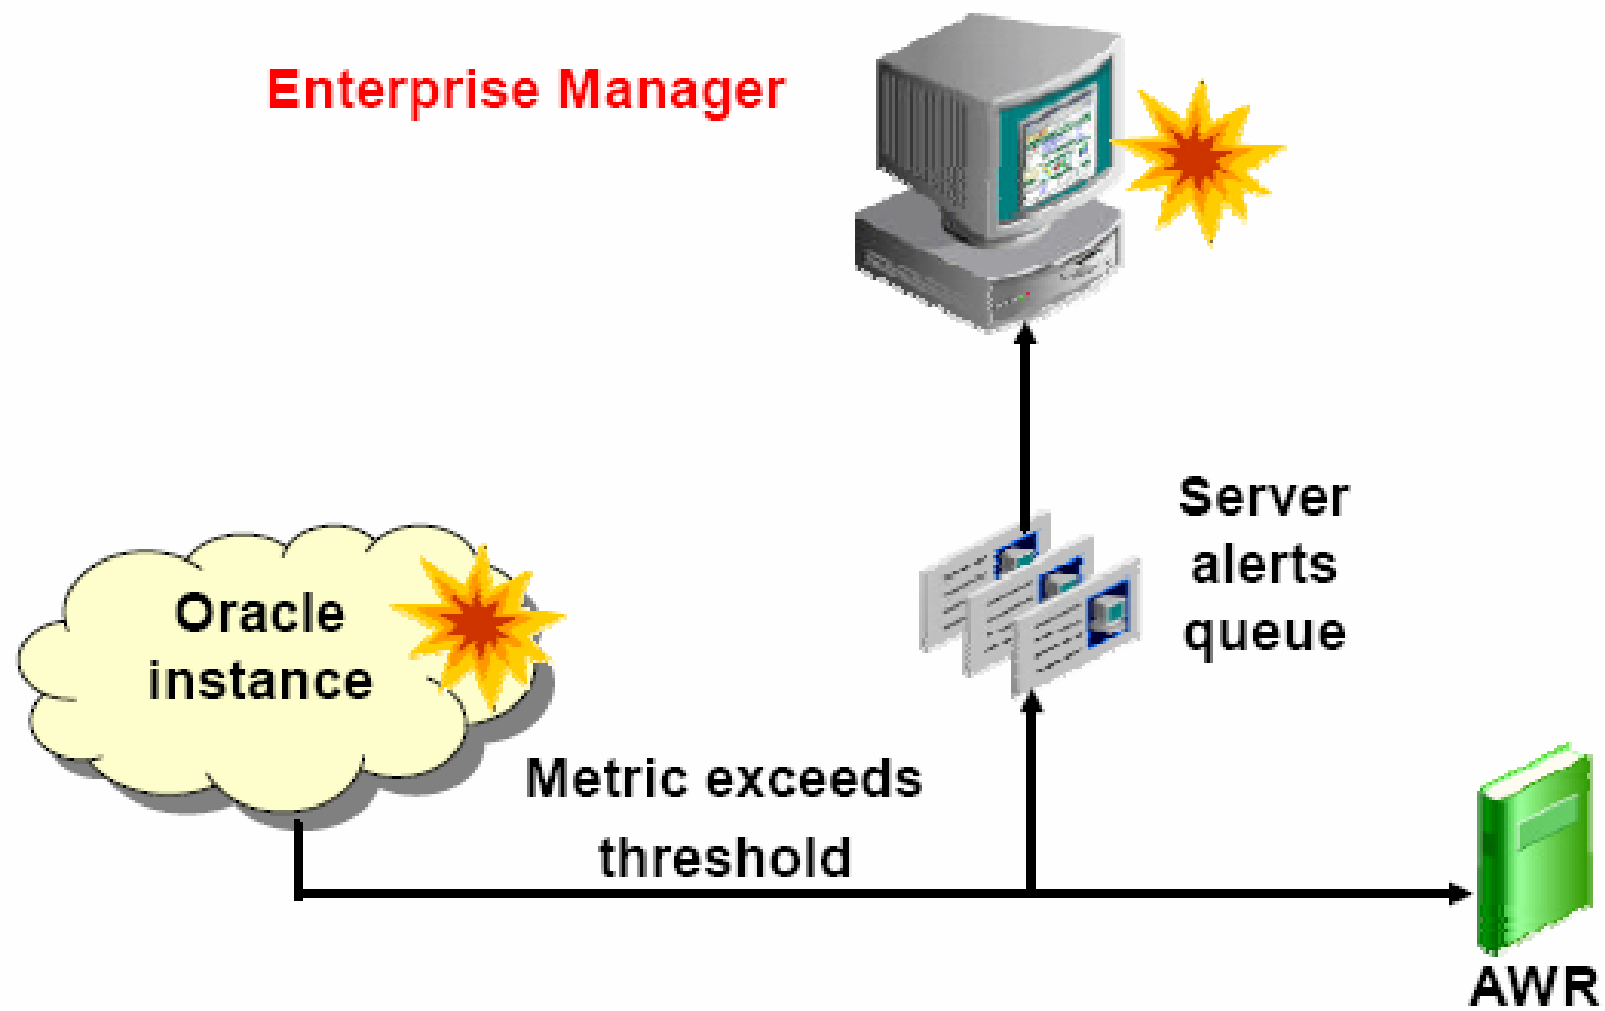 Enterprise Manager
Server
alerts
queue
Oracle
instance
Metric exceeds
threshold
AWR